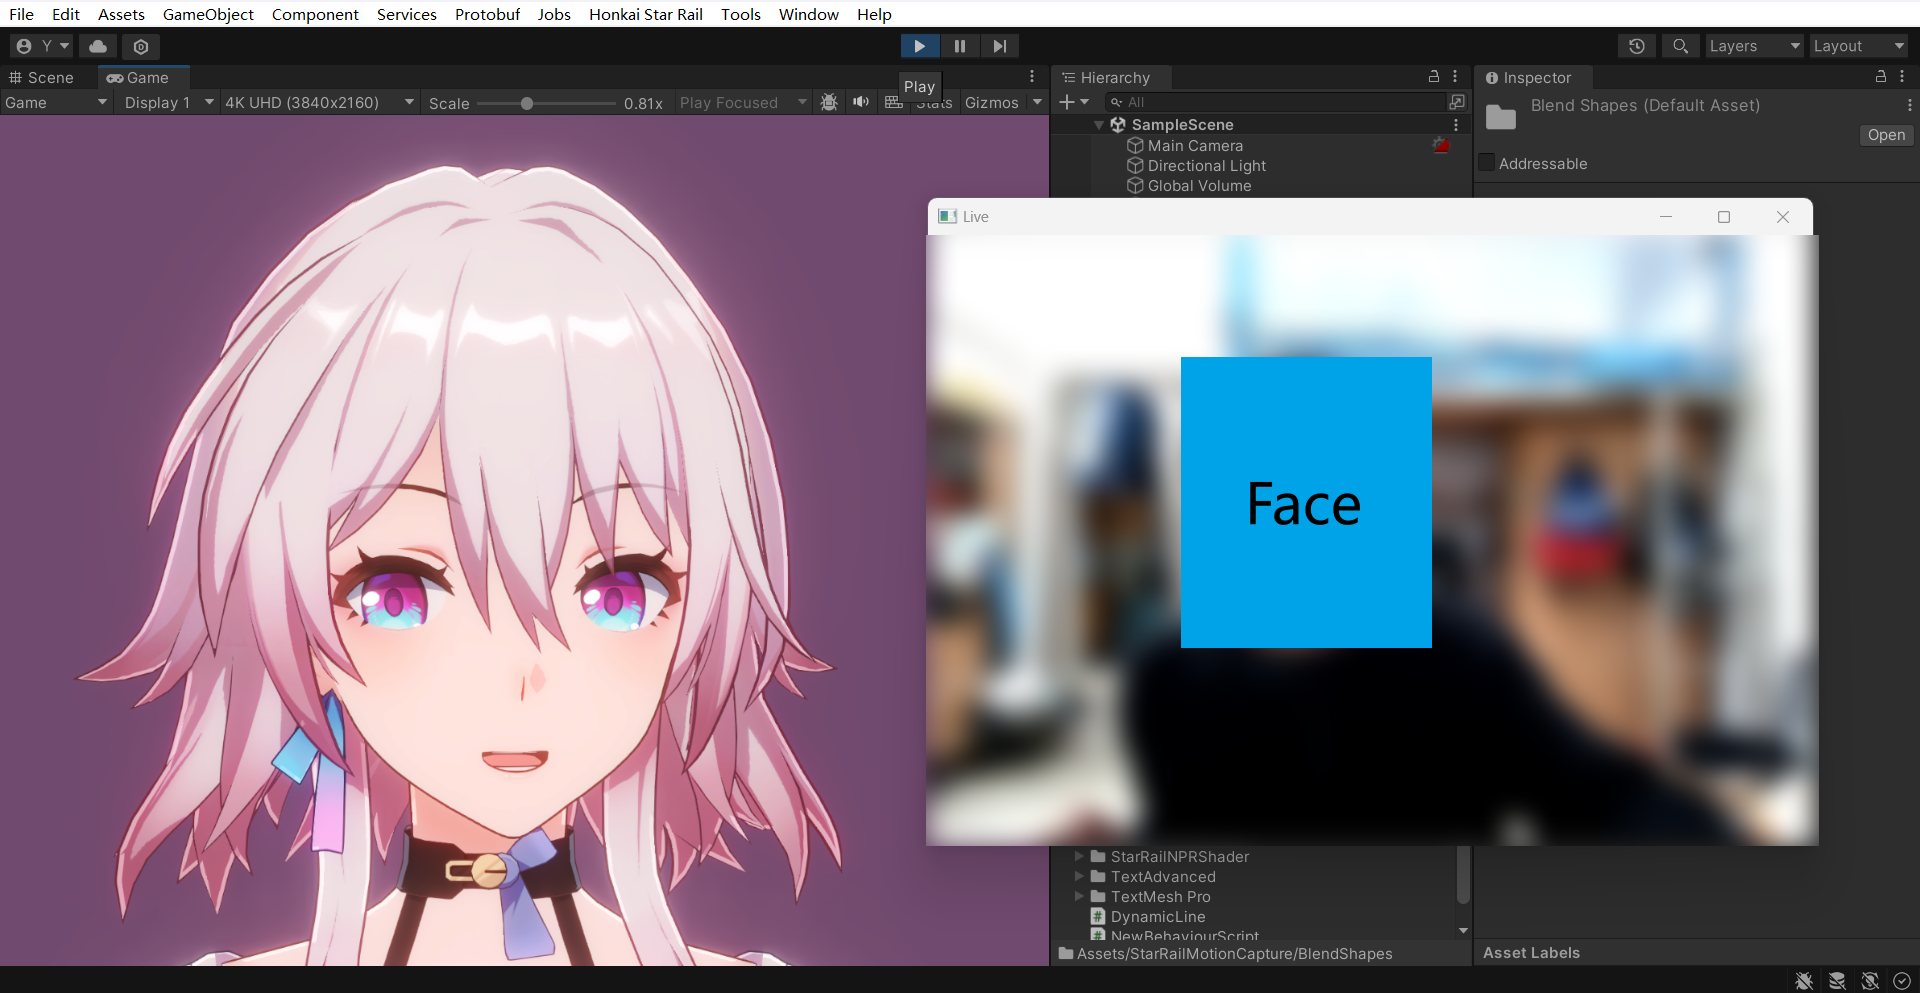 File Edit Assets GameObject Component Services Protobuf Jobs Honkai Star Rail Tools Window Help
Y
Layers Layout
Scene Game
Play
Hierarchy
Inspector
Game Display 1 4K UHD (3840x2160) Scale 0.81x Play Focused Stats Gizmos
All
Blend Shapes (Default Asset)
Open
SampleScene
Main Camera
Directional Light
Global Volume
Addressable
Live
Face
StarRailNPRShader
TextAdvanced
TextMesh Pro
DynamicLine
NewBehaviourScript
Assets/StarRailMotionCapture/BlendShapes
Asset Labels